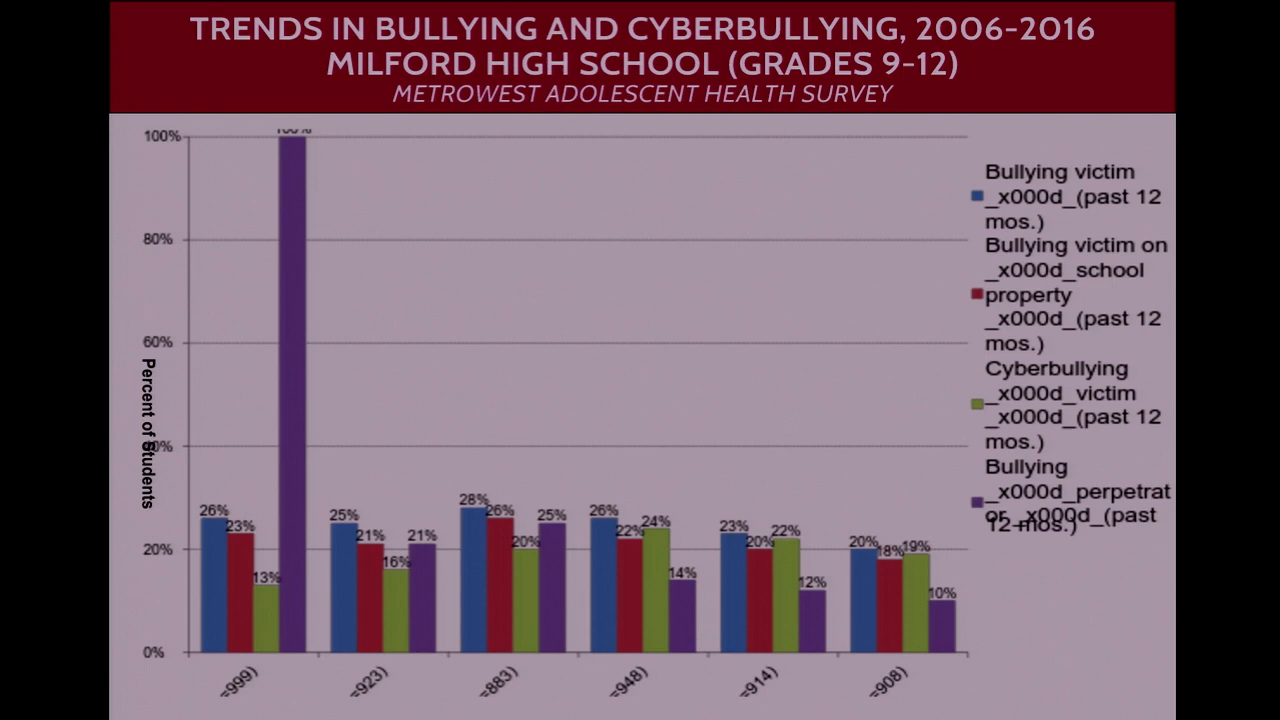 TRENDS IN BULLYING AND CYBERBULLYING, 2006-2016
MILFORD HIGH SCHOOL (GRADES 9-12)
METROWEST ADOLESCENT HEALTH SURVEY
100%
80%
60%
40%
20%
0%
Percent of Students
26%
23%
13%
100%
25%
21%
16%
21%
28%
26%
20%
25%
26%
22%
24%
14%
23%
20%
22%
12%
20%
18%
19%
10%
=999)
=923)
=883)
=948)
=914)
=908)
Bullying victim
_x000d_(past 12
mos.)
Bullying victim on
_x000d_school
property
_x000d_(past 12
mos.)
Cyberbullying
_x000d_victim
_x000d_(past 12
mos.)
Bullying
_x000d_perpetrat
or _x000d_(past
12 mos.)